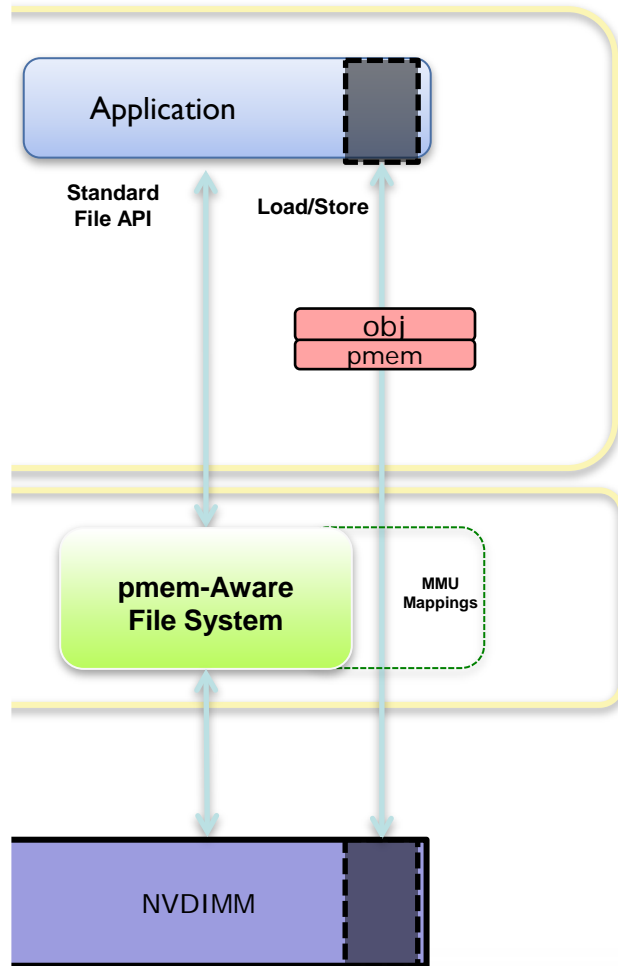 Application
Standard
File API
Load/Store
obj
pmem
pmem-Aware
File System
MMU
Mappings
NVDIMM